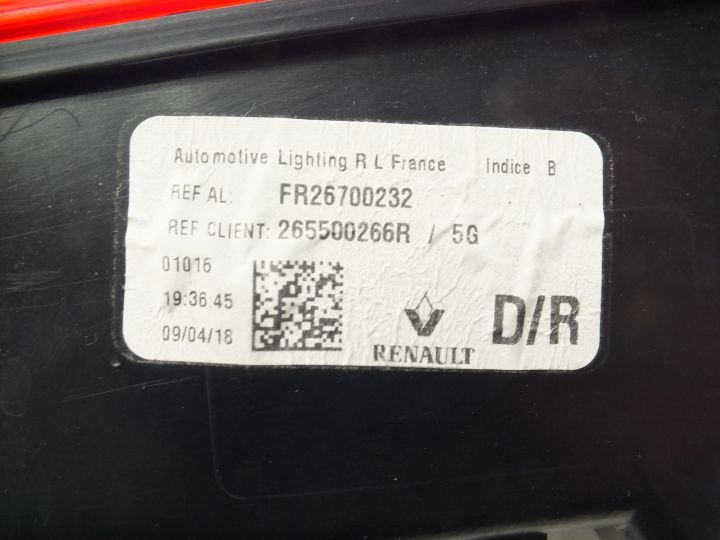 Automotive Lighting R L France Indice B
REF AL: FR26700232
REF CLIENT: 265500266R / 5G
01016
19:36:45
09/04/18
RENAULT
D/R